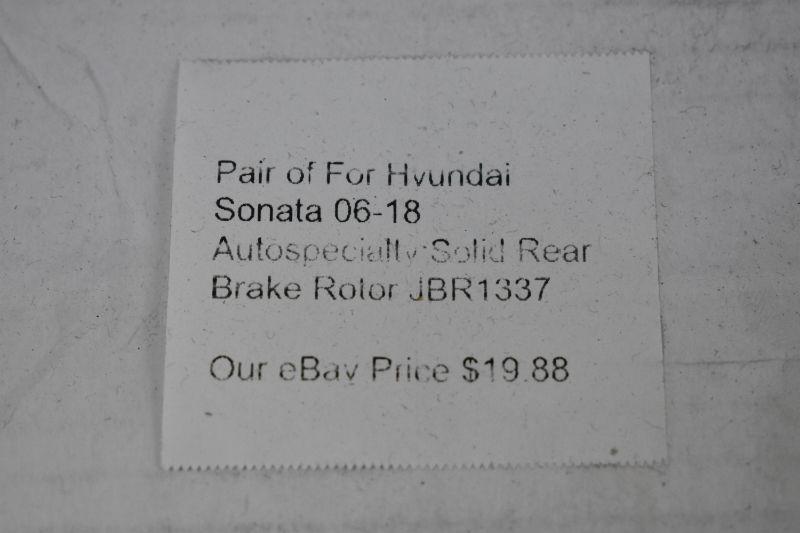 Pair of For Hyundai
Sonata 06-18
Autospecialty Solid Rear
Brake Rotor JBR1337
Our eBay Price $19.88